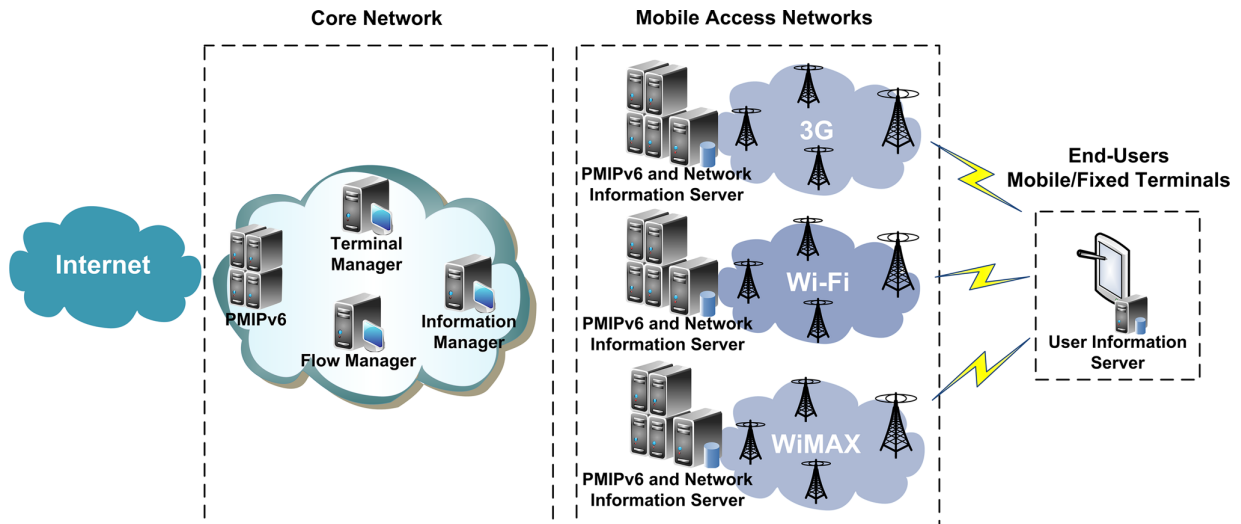 Core Network
Mobile Access Networks
Internet
PMIPv6
Terminal
Manager
Flow Manager
Information
Manager
3G
PMIPv6 and Network
Information Server
Wi-Fi
PMIPv6 and Network
Information Server
WiMAX
PMIPv6 and Network
Information Server
End-Users
Mobile/Fixed Terminals
User Information
Server